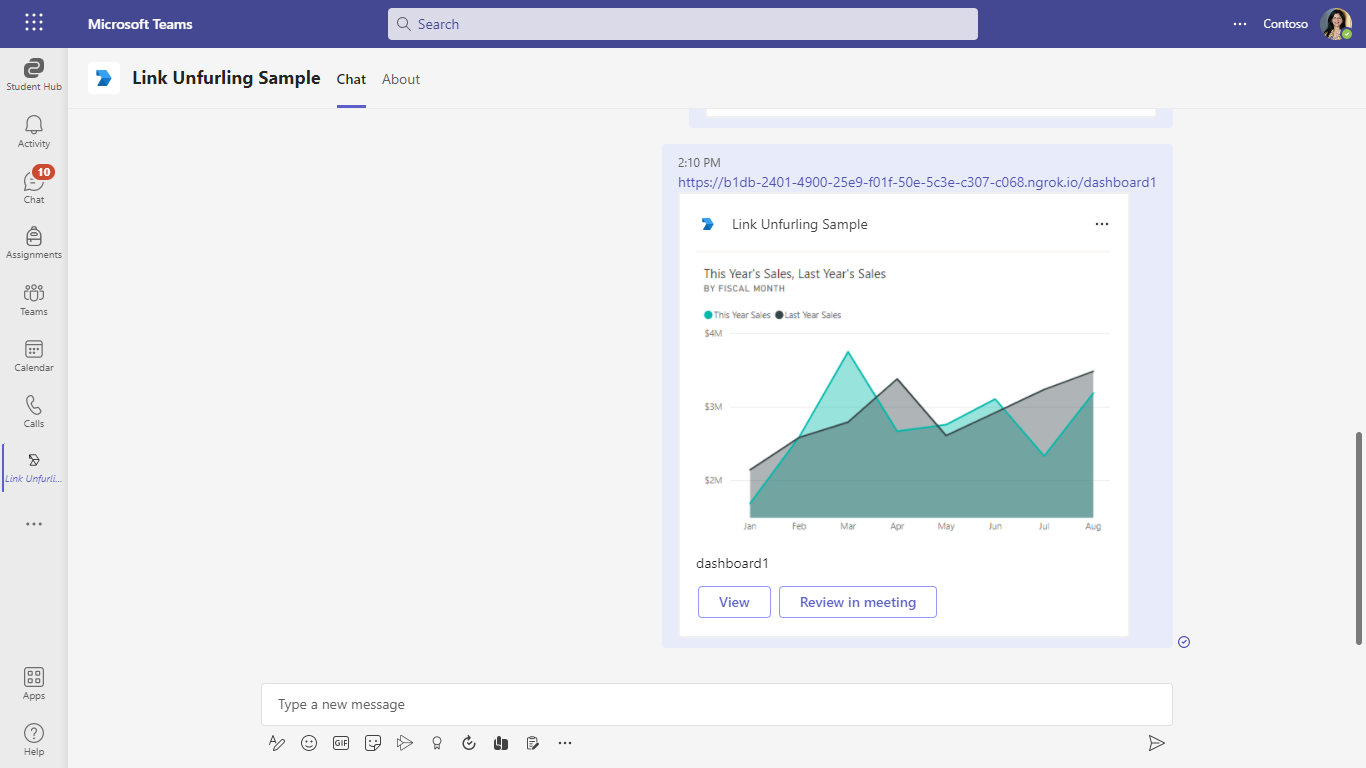 Microsoft Teams
Search
Contoso
Student Hub
Activity
10
Chat
Assignments
Teams
Calendar
Calls
Link Unfurli...
Apps
Help
Link Unfurling Sample
Chat
About
2:10 PM
https://b1db-2401-4900-25e9-f01f-50e-5c3e-c307-c068.ngrok.io/dashboard1
Link Unfurling Sample
This Year's Sales, Last Year's Sales
BY FISCAL MONTH
This Year Sales Last Year Sales
$4M
$3M
$2M
Jan Feb Mar Apr May Jun Jul Aug
dashboard1
View
Review in meeting
Type a new message
GIF